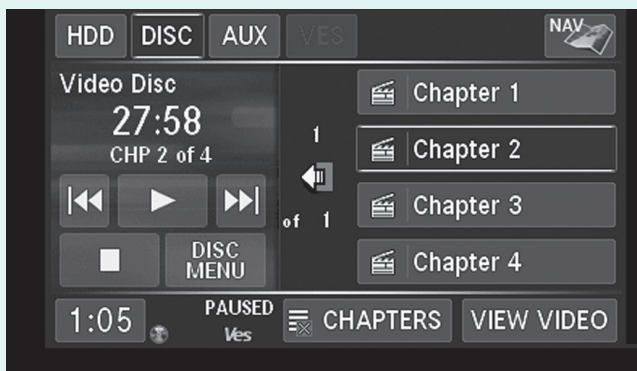 HDD DISC AUX VES NAV
Video Disc
27:58
CHP 2 of 4
DISC
MENU
1
of 1
Chapter 1
Chapter 2
Chapter 3
Chapter 4
1:05
PAUSED
Ves
CHAPTERS
VIEW VIDEO